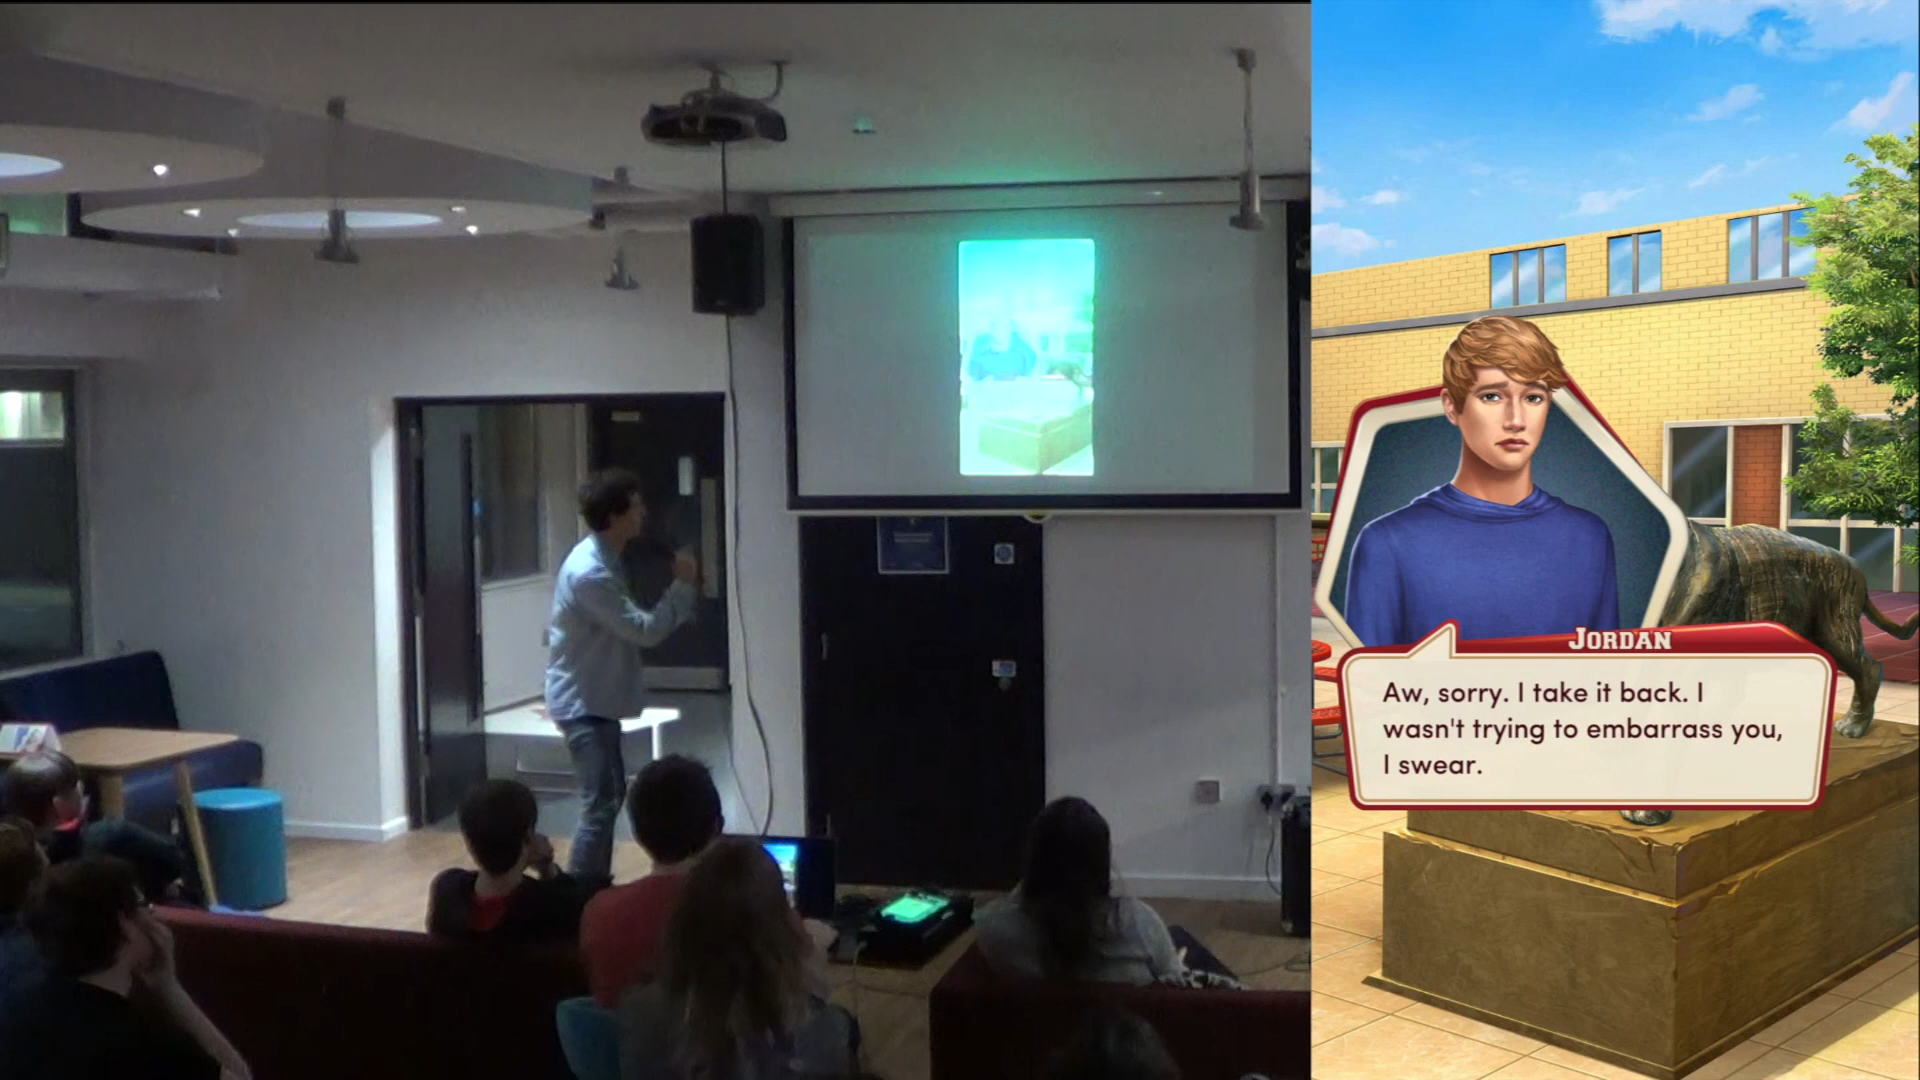 JORDAN
Aw, sorry. I take it back. I
wasn't trying to embarrass you,
I swear.